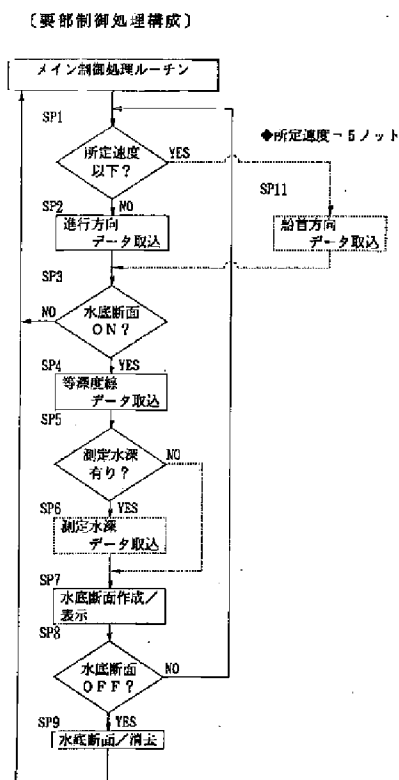 〔要部制御処理構成〕
メイン制御処理ルーチン
SP1
所定速度
以下？
YES
◆所定速度＝5ノット
SP11
船首方向
データ取込
NO
SP2
進行方向
データ取込
SP3
水底断面
ON？
NO
YES
SP4
等深度線
データ取込
SP5
測定水深
有り？
NO
YES
SP6
測定水深
データ取込
SP7
水底断面作成／
表示
SP8
水底断面
OFF？
NO
YES
SP9
水底断面／消去